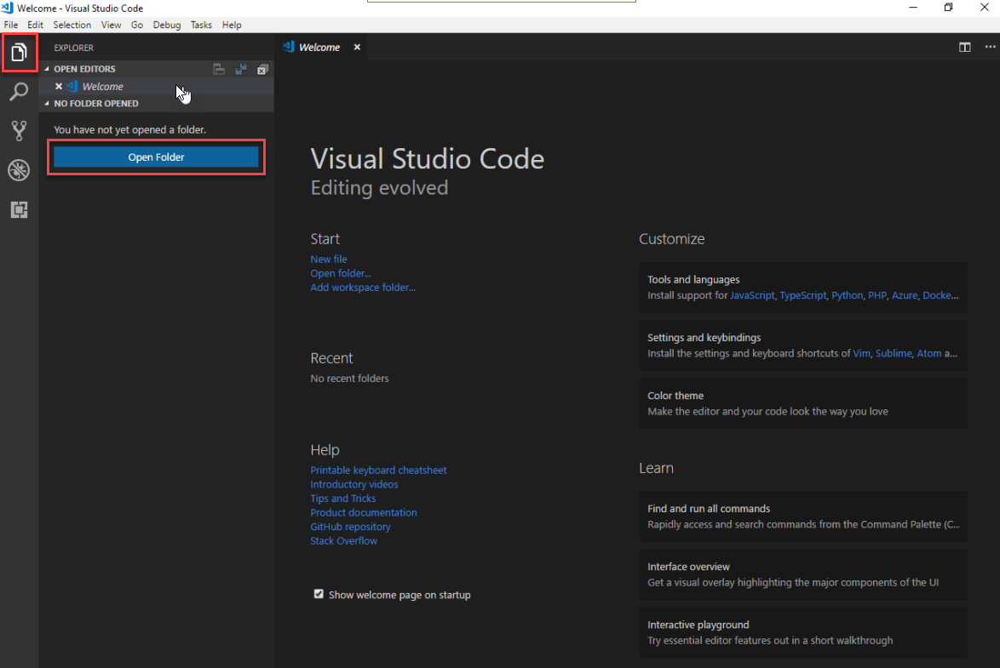 Welcome - Visual Studio Code
File Edit Selection View Go Debug Tasks Help
EXPLORER
OPEN EDITORS
Welcome
NO FOLDER OPENED
You have not yet opened a folder.
Open Folder
Welcome
Visual Studio Code
Editing evolved
Start
New file
Open folder...
Add workspace folder...
Recent
No recent folders
Help
Printable keyboard cheatsheet
Introductory videos
Tips and Tricks
Product documentation
GitHub repository
Stack Overflow
Show welcome page on startup
Customize
Tools and languages
Install support for JavaScript, TypeScript, Python, PHP, Azure, Docke...
Settings and keybindings
Install the settings and keyboard shortcuts of Vim, Sublime, Atom a...
Color theme
Make the editor and your code look the way you love
Learn
Find and run all commands
Rapidly access and search commands from the Command Palette (C...
Interface overview
Get a visual overlay highlighting the major components of the UI
Interactive playground
Try essential editor features out in a short walkthrough